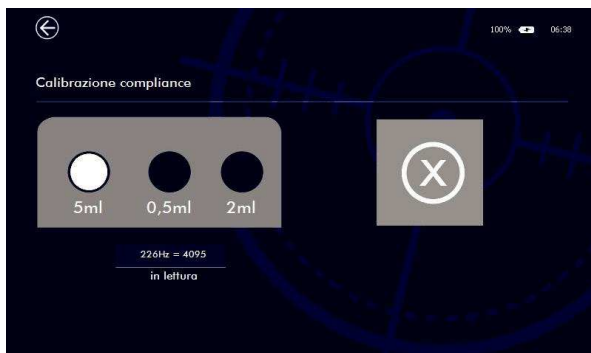 100% 06:38
Calibrazione compliance
5ml 0,5ml 2ml
X
226Hz = 4095
in lettura